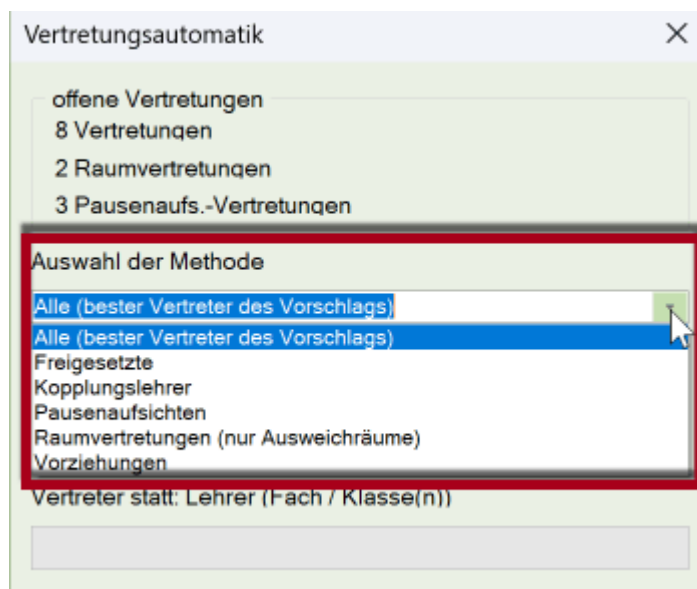 Vertretungsautomatik
offene Vertretungen
8 Vertretungen
2 Raumvertretungen
3 Pausenaufs.-Vertretungen
Auswahl der Methode
Alle (bester Vertreter des Vorschlags)
Alle (bester Vertreter des Vorschlags)
Freigesetzte
Kopplungslehrer
Pausenaufsichten
Raumvertretungen (nur Ausweichräume)
Vorziehungen
Vertreter statt: Lehrer (Fach / Klasse(n))